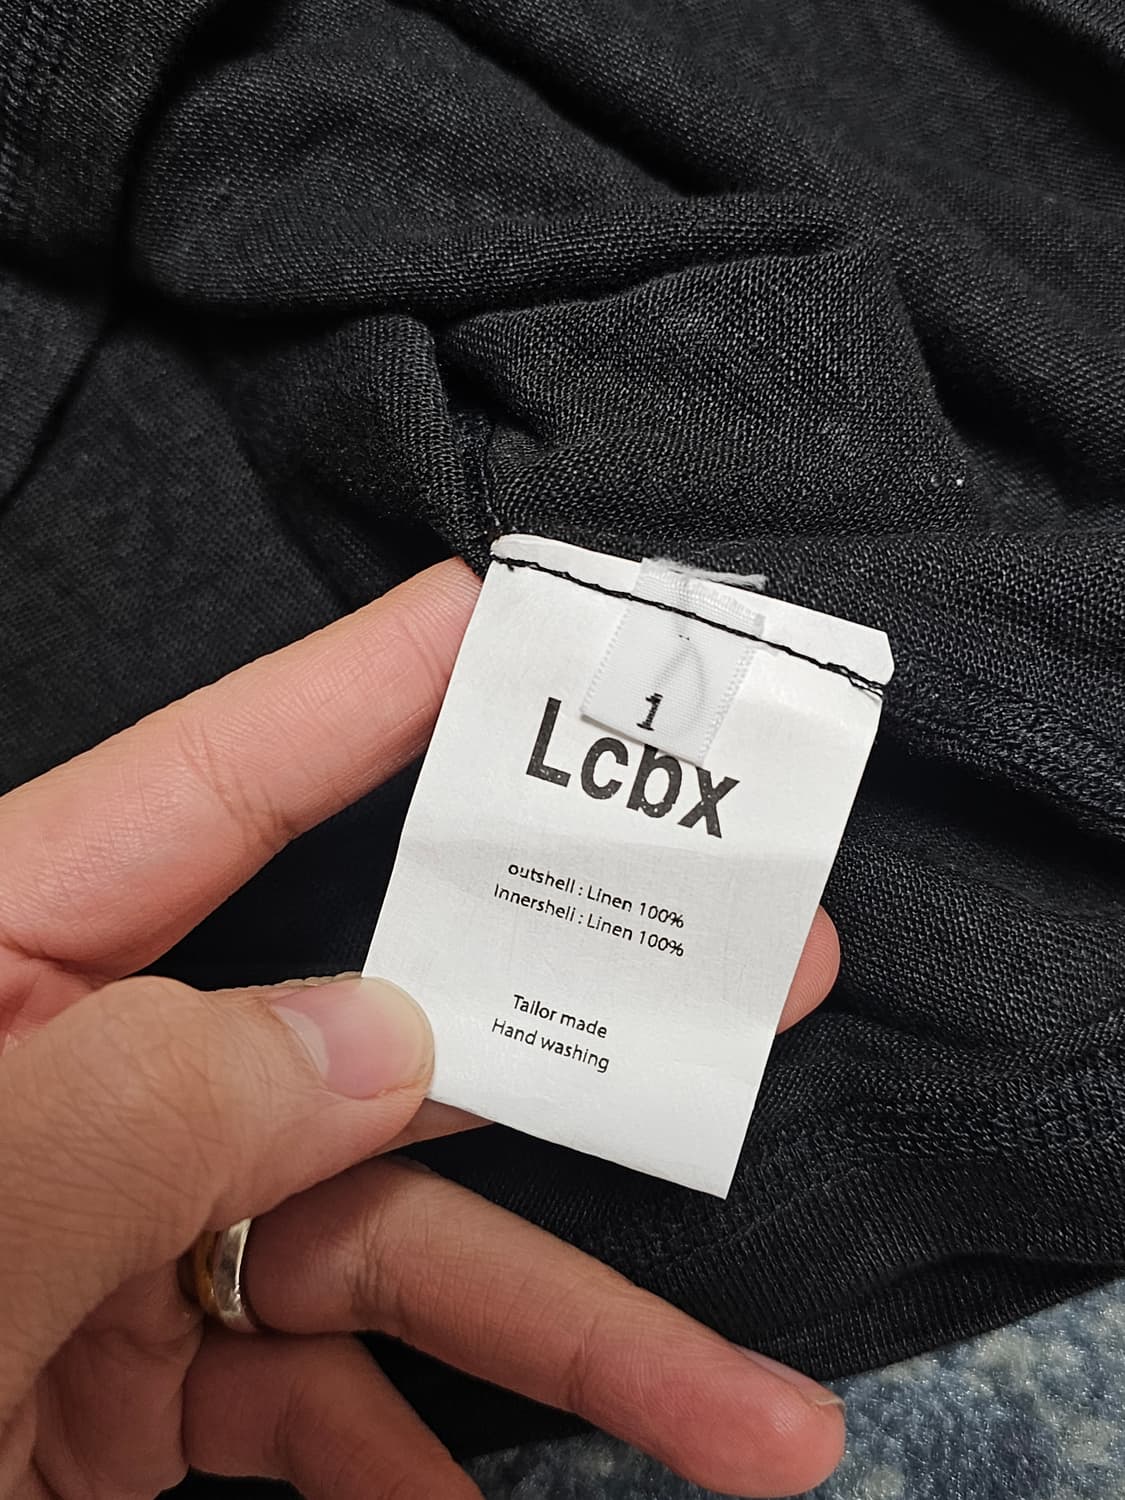 1
Lcbx
outshell : Linen 100%
Innershell : Linen 100%
Tailor made
Hand washing